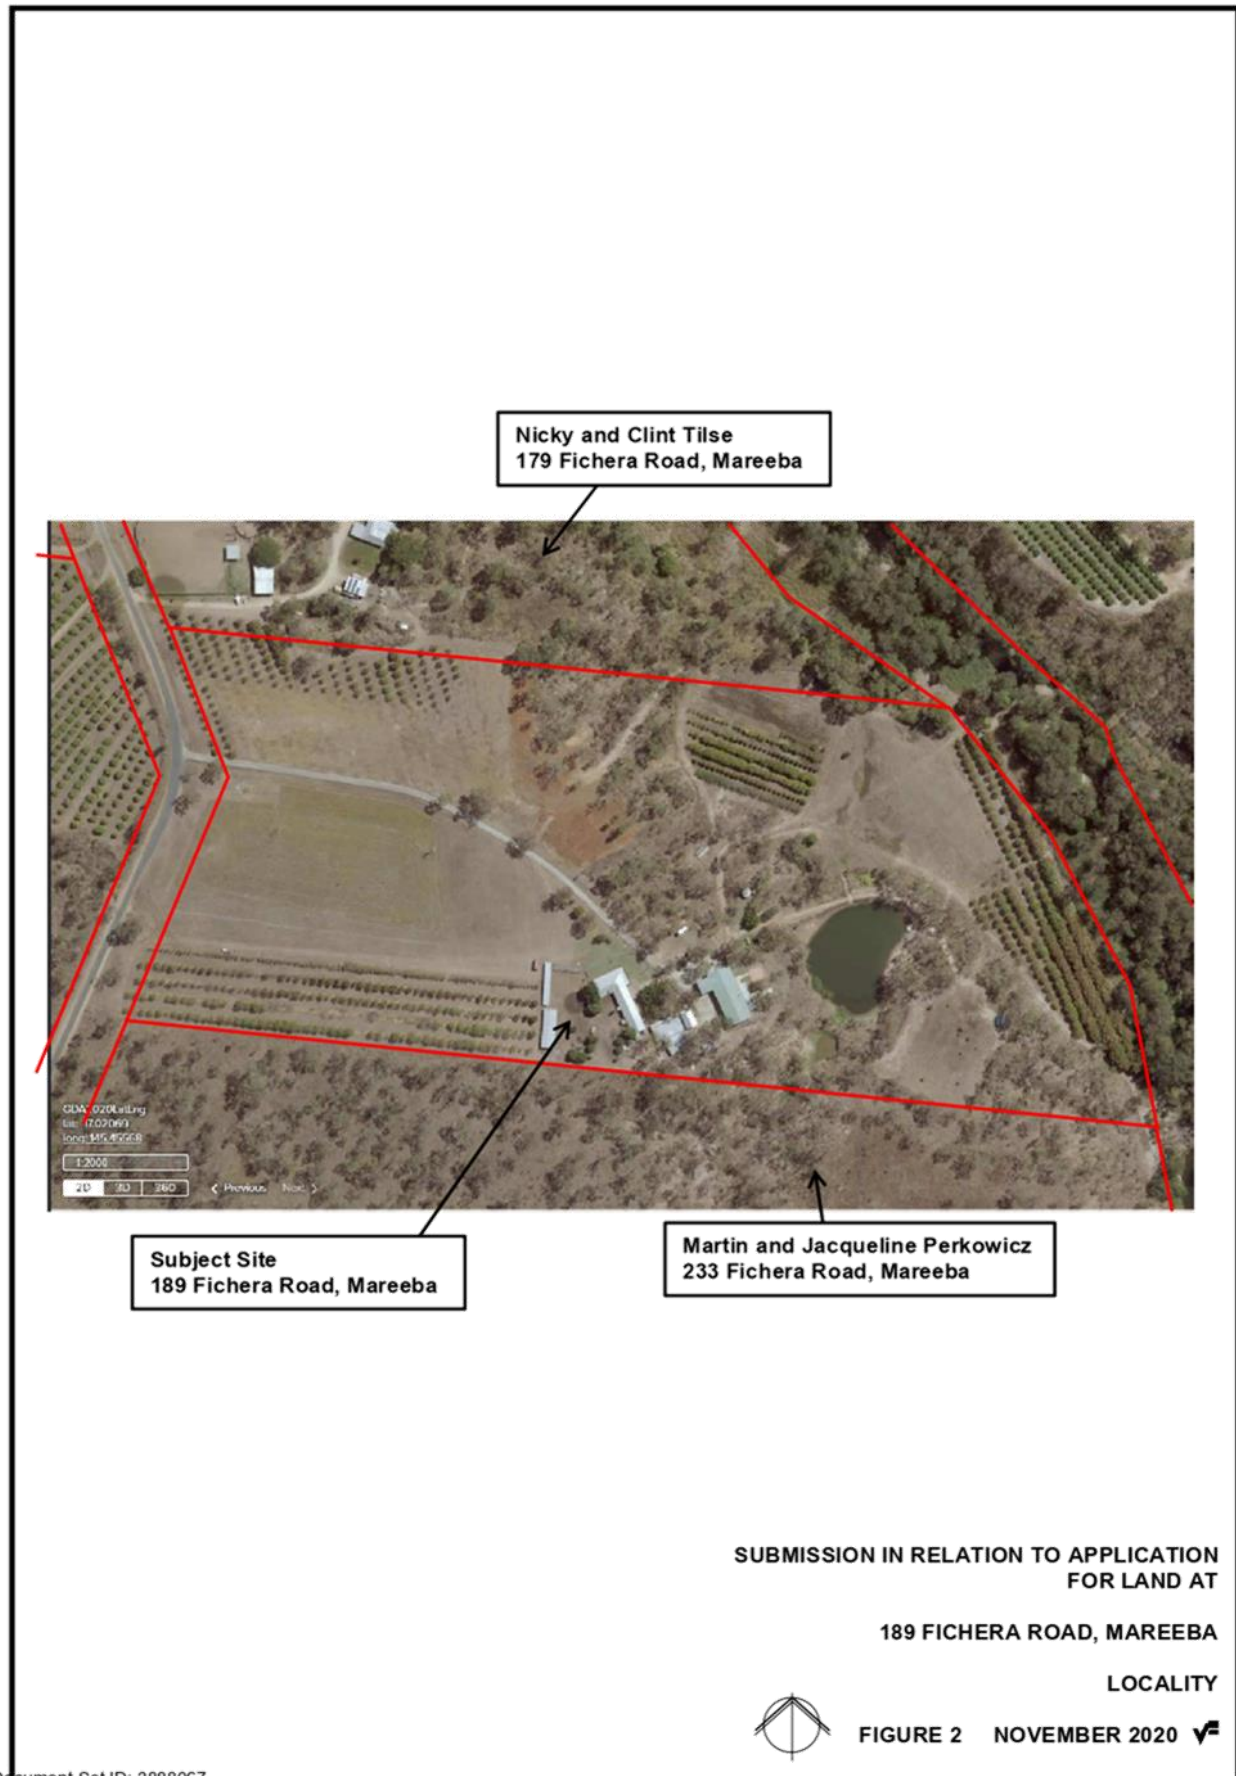 Nicky and Clint Tilse
179 Fichera Road, Mareeba
1:2000
2D 3D 360 Previous
Subject Site
189 Fichera Road, Mareeba
Martin and Jacqueline Perkowicz
233 Fichera Road, Mareeba
SUBMISSION IN RELATION TO APPLICATION
FOR LAND AT
189 FICHERA ROAD, MAREEBA
LOCALITY
FIGURE 2 NOVEMBER 2020